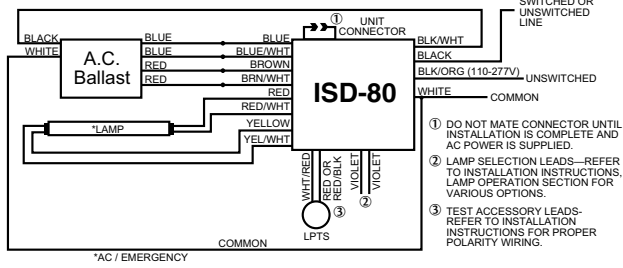 SWITCHED OR
UNSWITCHED
LINE
① UNIT
CONNECTOR
BLACK
WHITE
A.C.
Ballast
BLUE
BLUE
RED
RED
BLUE
BLUE/WHT
BROWN
BRN/WHT
RED
RED/WHT
YELLOW
YEL/WHT
ISD-80
BLK/WHT
BLACK
BLK/ORG (110-277V)
UNSWITCHED
WHITE
COMMON
*LAMP
WHT/RED
RED OR
RED/BLK
VIOLET
VIOLET
③
②
LPTS
① DO NOT MATE CONNECTOR UNTIL
INSTALLATION IS COMPLETE AND
AC POWER IS SUPPLIED.
② LAMP SELECTION LEADS—REFER
TO INSTALLATION INSTRUCTIONS,
LAMP OPERATION SECTION FOR
VARIOUS OPTIONS.
③ TEST ACCESSORY LEADS-
REFER TO INSTALLATION
INSTRUCTIONS FOR PROPER
POLARITY WIRING.
COMMON
*AC / EMERGENCY